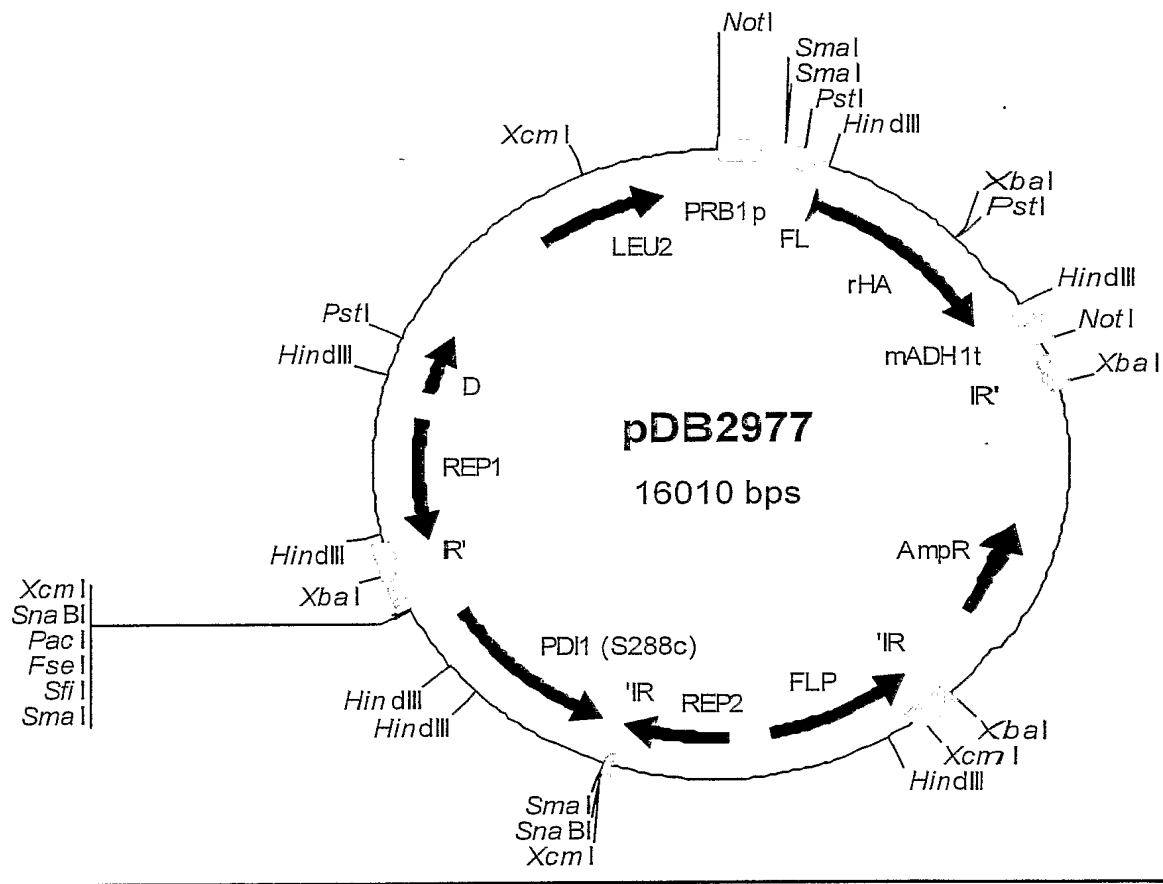 NotI
SmaI
SmaI
PstI
HindIII
XcmI
XbaI
PstI
PRB1p
FL
LEU2
rHA
HindIII
NotI
XbaI
mADH1t
IR'
PstI
HindIII
D
pDB2977
16010 bps
REP1
IR'
AmpR
HindIII
XbaI
XcmI
SnaBI
PacI
FseI
SfiI
SmaI
PDI1 (S288c)
'IR
REP2
FLP
'IR
HindIII
HindIII
XbaI
XcmI
HindIII
SmaI
SnaBI
XcmI